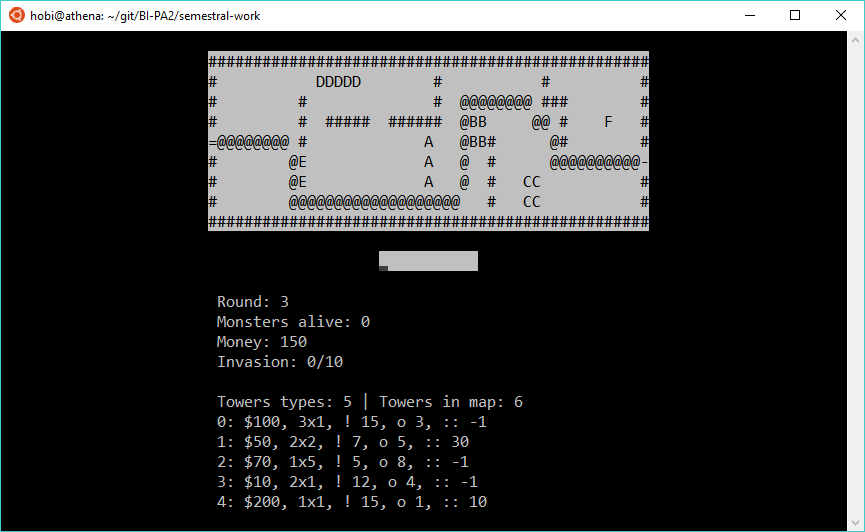 hobi@athena: ~/git/BI-PA2/semestral-work
#################################################
#           DDDDD        #           #          #
#         #              #  @@@@@@@@ ###        #
#         #  #####  ######  @BB     @@ #    F   #
=@@@@@@@@ #             A   @BB#      @#        #
#        @E             A   @  #      @@@@@@@@@@-
#        @E             A   @  #   CC           #
#        @@@@@@@@@@@@@@@@@@@   #   CC           #
#################################################
Round: 3
Monsters alive: 0
Money: 150
Invasion: 0/10
Towers types: 5 | Towers in map: 6
0: $100, 3x1, ! 15, o 3, :: -1
1: $50, 2x2, ! 7, o 5, :: 30
2: $70, 1x5, ! 5, o 8, :: -1
3: $10, 2x1, ! 12, o 4, :: -1
4: $200, 1x1, ! 15, o 1, :: 10